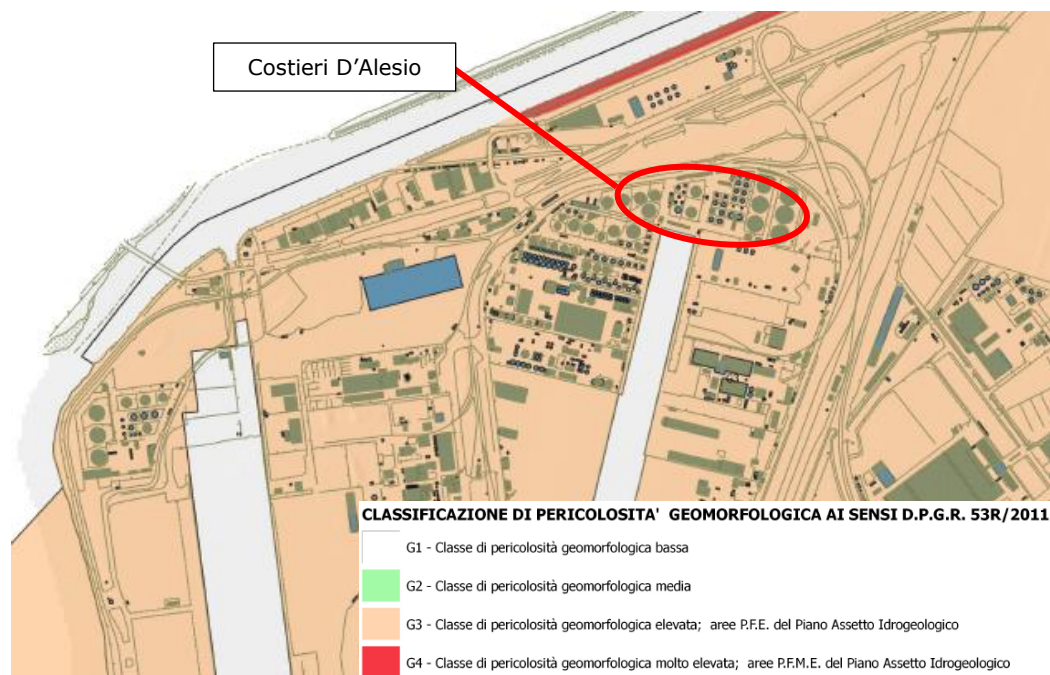 Costieri D'Alesio
CLASSIFICAZIONE DI PERICOLOSITA' GEOMORFOLOGICA AI SENSI D.P.G.R. 53R/2011
G1 - Classe di pericolosità geomorfologica bassa
G2 - Classe di pericolosità geomorfologica media
G3 - Classe di pericolosità geomorfologica elevata; aree P.F.E. del Piano Assetto Idrogeologico
G4 - Classe di pericolosità geomorfologica molto elevata; aree P.F.M.E. del Piano Assetto Idrogeologico